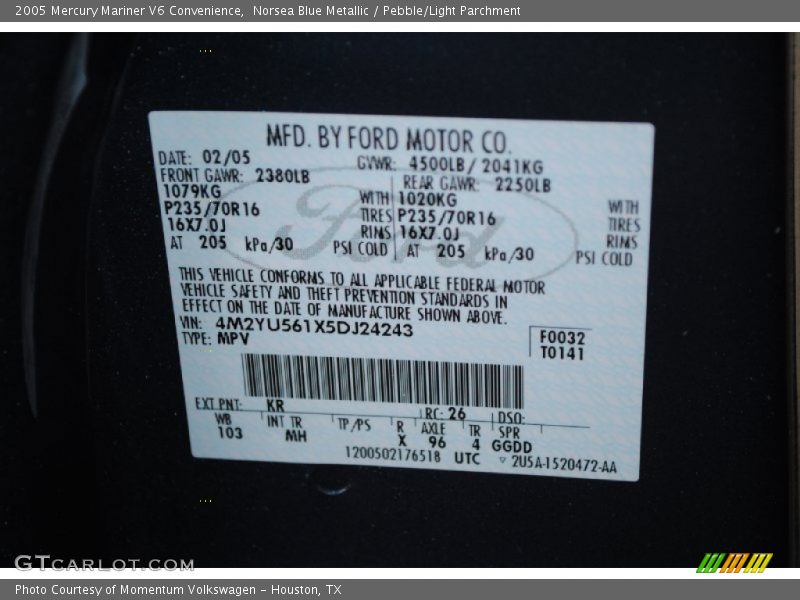 2005 Mercury Mariner V6 Convenience,  Norsea Blue Metallic / Pebble/Light Parchment
MFD. BY FORD MOTOR CO.
DATE: 02/05 GVWR: 4500LB/ 2041KG
FRONT GAWR: 2380LB REAR GAWR: 2250LB
1079KG WITH 1020KG WITH
P235/70R16 TIRES P235/70R16 TIRES
16X7.0J RIMS 16X7.0J RIMS
AT 205 kPa/30 PSI COLD AT 205 kPa/30 PSI COLD
Ford
THIS VEHICLE CONFORMS TO ALL APPLICABLE FEDERAL MOTOR
VEHICLE SAFETY AND THEFT PREVENTION STANDARDS IN
EFFECT ON THE DATE OF MANUFACTURE SHOWN ABOVE.
VIN: 4M2YU561X5DJ24243
TYPE: MPV
F0032
T0141
EXT PNT: KR RC: 26 DSO:
WB INT TR TP/PS R AXLE TR SPR
103 MH X 96 4 GGDD
1200502176518 UTC ▽ 2U5A-1520472-AA
GTCARLOT.COM
Photo Courtesy of Momentum Volkswagen - Houston, TX